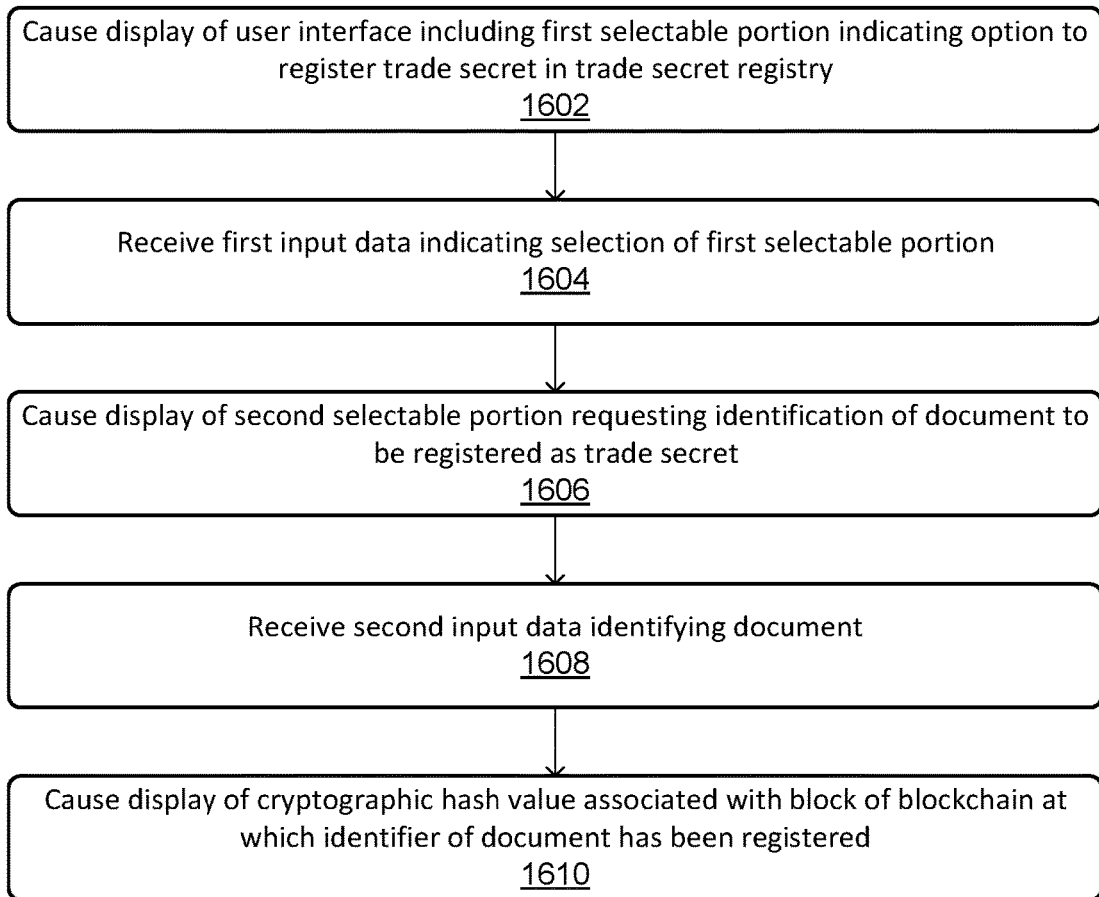 Cause display of user interface including first selectable portion indicating option to
register trade secret in trade secret registry
1602
Receive first input data indicating selection of first selectable portion
1604
Cause display of second selectable portion requesting identification of document to
be registered as trade secret
1606
Receive second input data identifying document
1608
Cause display of cryptographic hash value associated with block of blockchain at
which identifier of document has been registered
1610